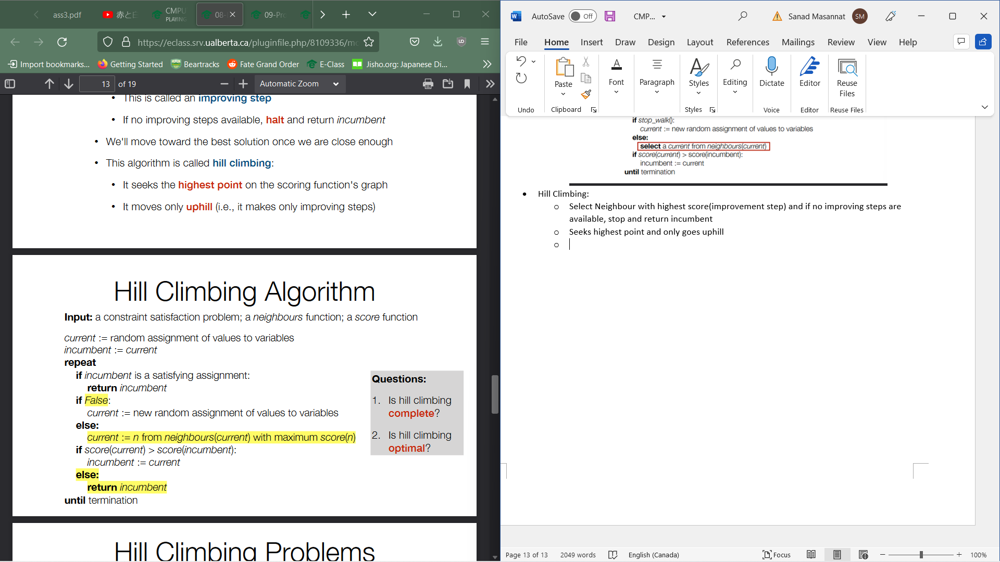 ass3.pdf
赤と
CMPU
PLAYING
08-
09-Pro
https://eclass.srv.ualberta.ca/pluginfile.php/8109336/mo
Import bookmarks...
Getting Started
Beartracks
Fate Grand Order
E-Class
Jisho.org: Japanese Di...
13 of 19
Automatic Zoom
• This is called an improving step
• If no improving steps available, halt and return incumbent
• We'll move toward the best solution once we are close enough
• This algorithm is called hill climbing:
• It seeks the highest point on the scoring function's graph
• It moves only uphill (i.e., it makes only improving steps)
Hill Climbing Algorithm
Input: a constraint satisfaction problem; a neighbours function; a score function
current := random assignment of values to variables
incumbent := current
repeat
if incumbent is a satisfying assignment:
return incumbent
if False:
current := new random assignment of values to variables
else:
current := n from neighbours(current) with maximum score(n)
if score(current) > score(incumbent):
incumbent := current
else:
return incumbent
until termination
Questions:
1. Is hill climbing
complete?
2. Is hill climbing
optimal?
Hill Climbing Problems
AutoSave
Off
CMP...
Sanad Masannat
SM
File
Home
Insert
Draw
Design
Layout
References
Mailings
Review
View
Help
Paste
Font
Paragraph
Styles
Editing
Dictate
Editor
Reuse
Files
Undo
Clipboard
Styles
Voice
Editor
Reuse Files
if stop_walk():
current := new random assignment of values to variables
else:
select a current from neighbours(current)
if score(current) > score(incumbent):
incumbent := current
until termination
• Hill Climbing:
o Select Neighbour with highest score(improvement step) and if no improving steps are
available, stop and return incumbent
o Seeks highest point and only goes uphill
o
Page 13 of 13
2049 words
English (Canada)
Focus
100%